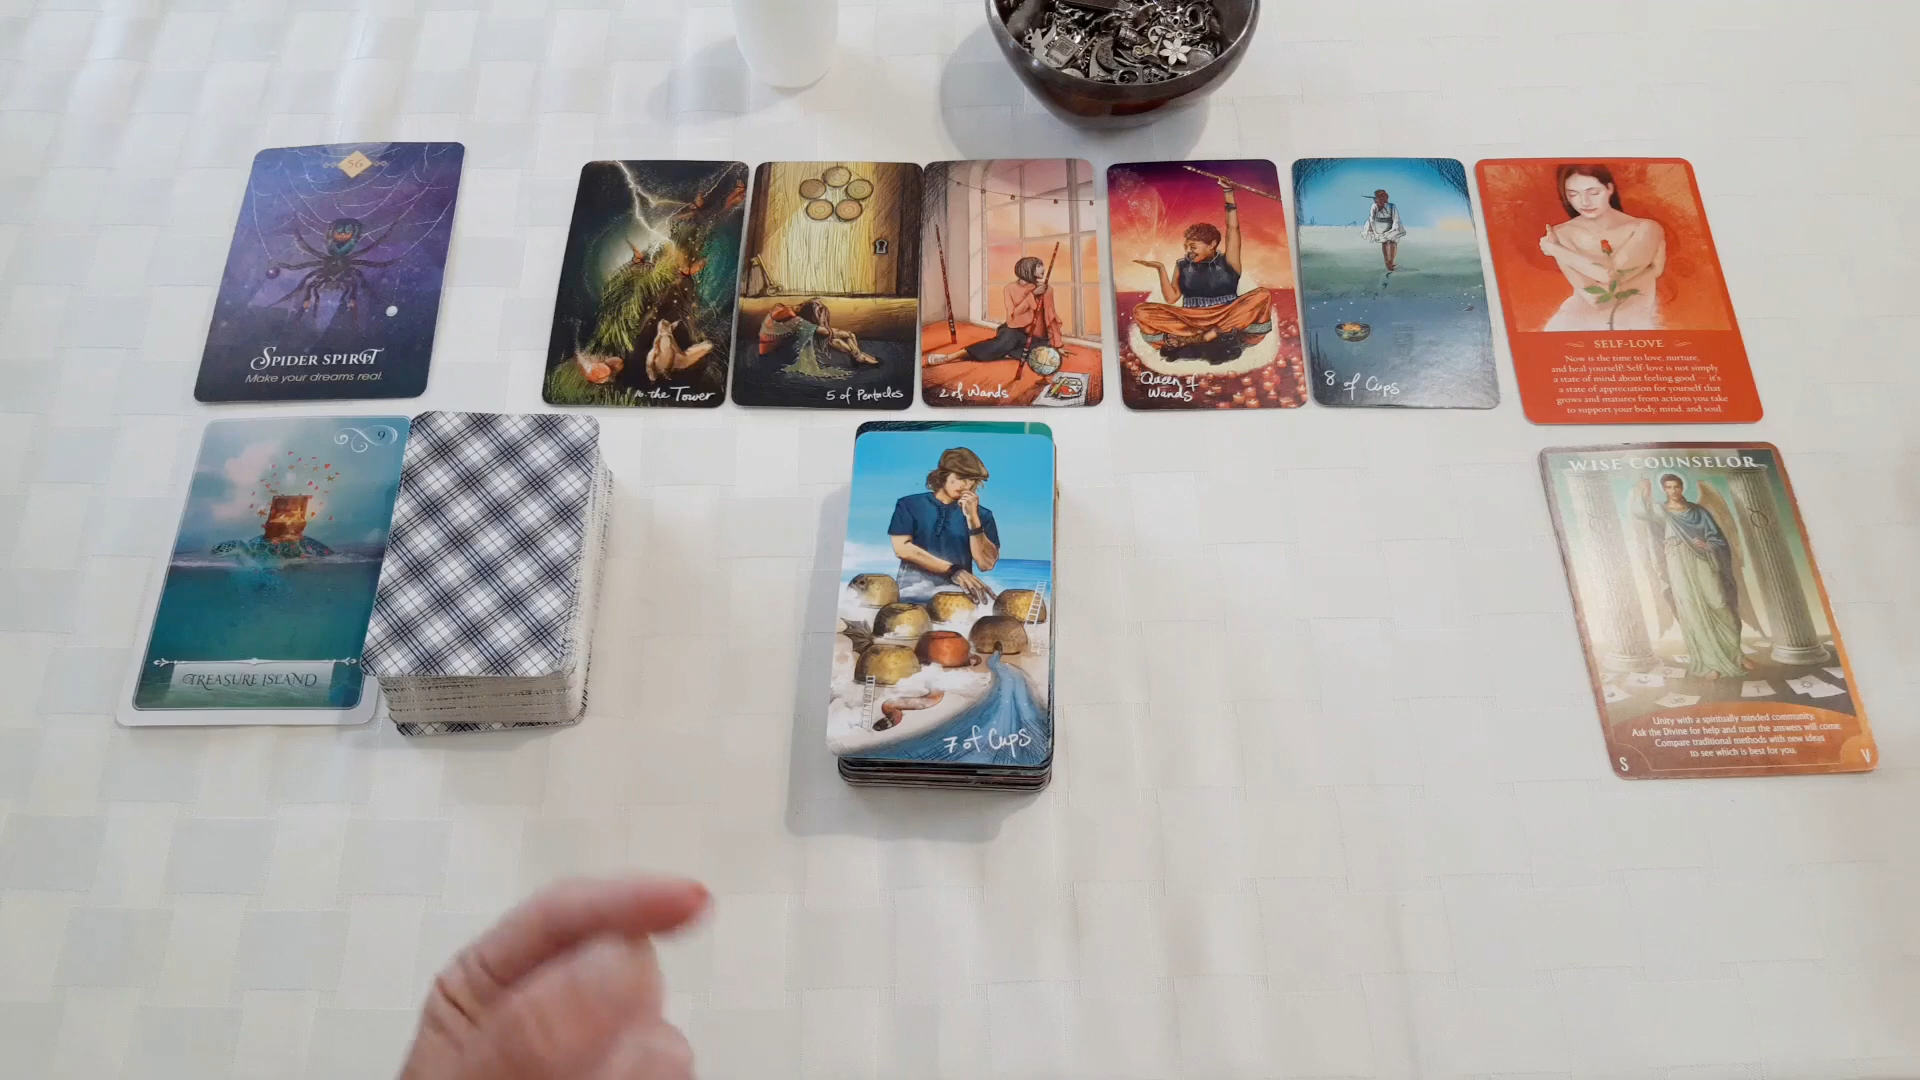 56
SPIDER SPIRIT
Make your dreams real.
16. the Tower
5 of Pentacles
2 of Wands
Queen of
Wands
8 of Cups
SELF-LOVE
Now is the time to love, nurture,
and heal yourself! Self-love is not simply
a state of mind about feeling good — it's
a state of appreciation for yourself that
grows and matures from actions you take
to support your body, mind, and soul.
9
TREASURE ISLAND
7 of Cups
WISE COUNSELOR
Unity with a spiritually minded community.
Ask the Divine for help and trust the answers will come.
Compare traditional methods with new ideas
to see which is best for you.
S
V